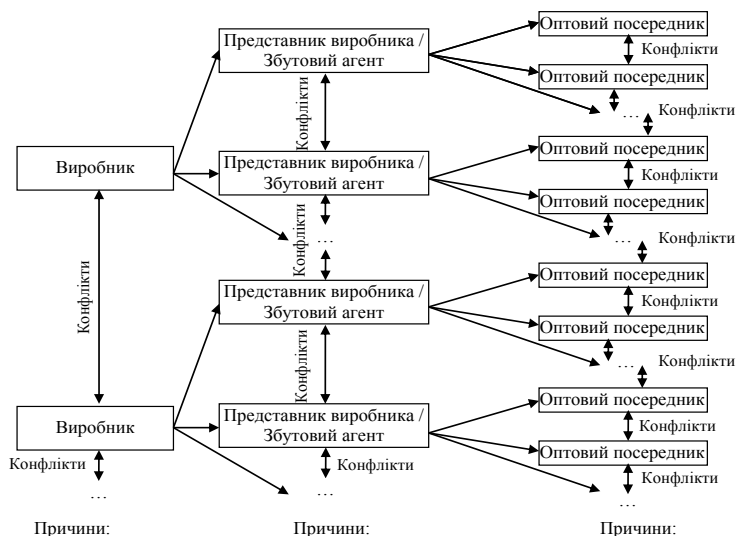 Представник виробника /
Збутовий агент
Оптовий посередник
Конфлікти
Оптовий посередник
Конфлікти
…
Конфлікти
Виробник
Представник виробника /
Збутовий агент
Оптовий посередник
Конфлікти
Оптовий посередник
Конфлікти
…
Конфлікти
…
Конфлікти
Конфлікти
Представник виробника /
Збутовий агент
Оптовий посередник
Конфлікти
Оптовий посередник
Конфлікти
…
Конфлікти
Виробник
Представник виробника /
Збутовий агент
Оптовий посередник
Конфлікти
Оптовий посередник
Конфлікти
Конфлікти
Конфлікти
…
…
…
Причини:
Причини:
Причини: